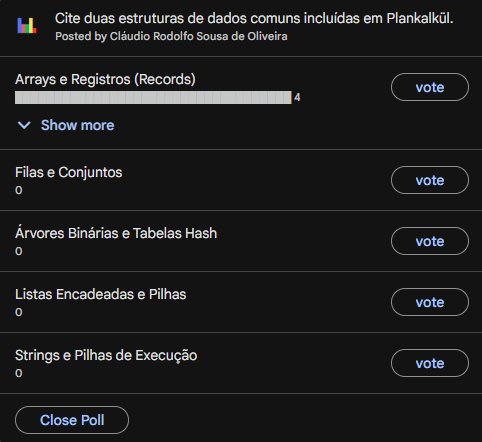 Cite duas estruturas de dados comuns incluídas em Plankalkül.
Posted by Cláudio Rodolfo Sousa de Oliveira
Arrays e Registros (Records)
vote
4
Show more
Filas e Conjuntos
vote
0
Árvores Binárias e Tabelas Hash
vote
0
Listas Encadeadas e Pilhas
vote
0
Strings e Pilhas de Execução
vote
0
Close Poll